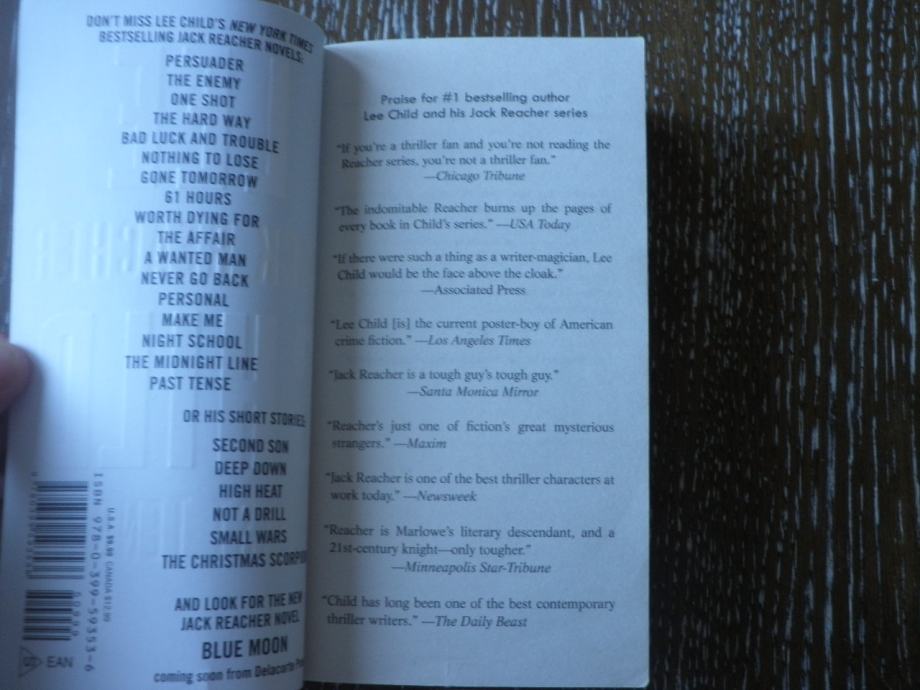 DON'T MISS LEE CHILD'S NEW YORK TIMES
BESTSELLING JACK REACHER NOVELS:
PERSUADER
THE ENEMY
ONE SHOT
THE HARD WAY
BAD LUCK AND TROUBLE
NOTHING TO LOSE
GONE TOMORROW
61 HOURS
WORTH DYING FOR
THE AFFAIR
A WANTED MAN
NEVER GO BACK
PERSONAL
MAKE ME
NIGHT SCHOOL
THE MIDNIGHT LINE
PAST TENSE
OR HIS SHORT STORIES
SECOND SON
DEEP DOWN
HIGH HEAT
NOT A DRILL
SMALL WARS
THE CHRISTMAS SCORPI
AND LOOK FOR THE NEW
JACK REACHER NOVEL
BLUE MOON
coming soon from Delacorte
ISBN 978-0-399-59353-6
U.S.A. $9.99 CANADA $12.99
50999
EAN
Praise for #1 bestselling author
Lee Child and his Jack Reacher series
"If you're a thriller fan and you're not reading the
Reacher series, you're not a thriller fan."
—Chicago Tribune
"The indomitable Reacher burns up the pages of
every book in Child's series." —USA Today
"If there were such a thing as a writer-magician, Lee
Child would be the face above the cloak."
—Associated Press
"Lee Child [is] the current poster-boy of American
crime fiction." —Los Angeles Times
"Jack Reacher is a tough guy's tough guy."
—Santa Monica Mirror
"Reacher's just one of fiction's great mysterious
strangers." —Maxim
"Jack Reacher is one of the best thriller characters at
work today." —Newsweek
"Reacher is Marlowe's literary descendant, and a
21st-century knight—only tougher."
—Minneapolis Star-Tribune
"Child has long been one of the best contemporary
thriller writers." —The Daily Beast